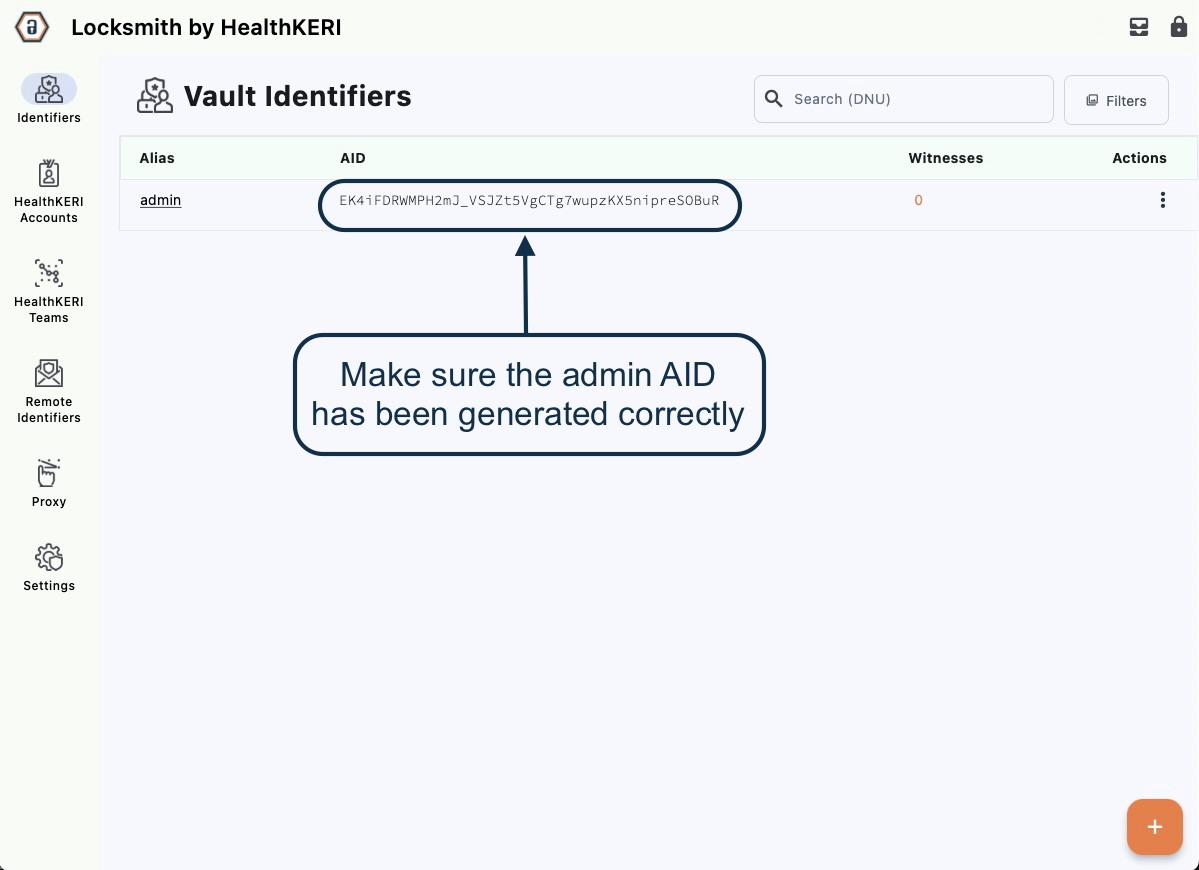 Locksmith by HealthKERI
Identifiers
HealthKERI
Accounts
HealthKERI
Teams
Remote
Identifiers
Proxy
Settings
Vault Identifiers
Search (DNU)
Filters
Alias AID Witnesses Actions
admin EK4iFDRWMPH2mJ_VSJZt5VgCTg7wupzKX5nipreSOBuR 0
Make sure the admin AID
has been generated correctly